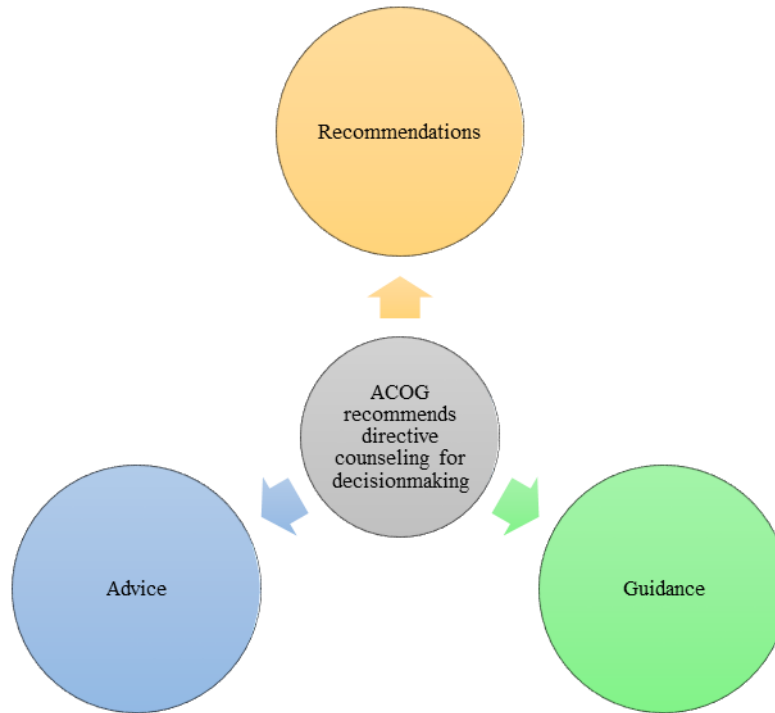 Recommendations
ACOG
recommends
directive
counseling for
decisionmaking
Advice
Guidance